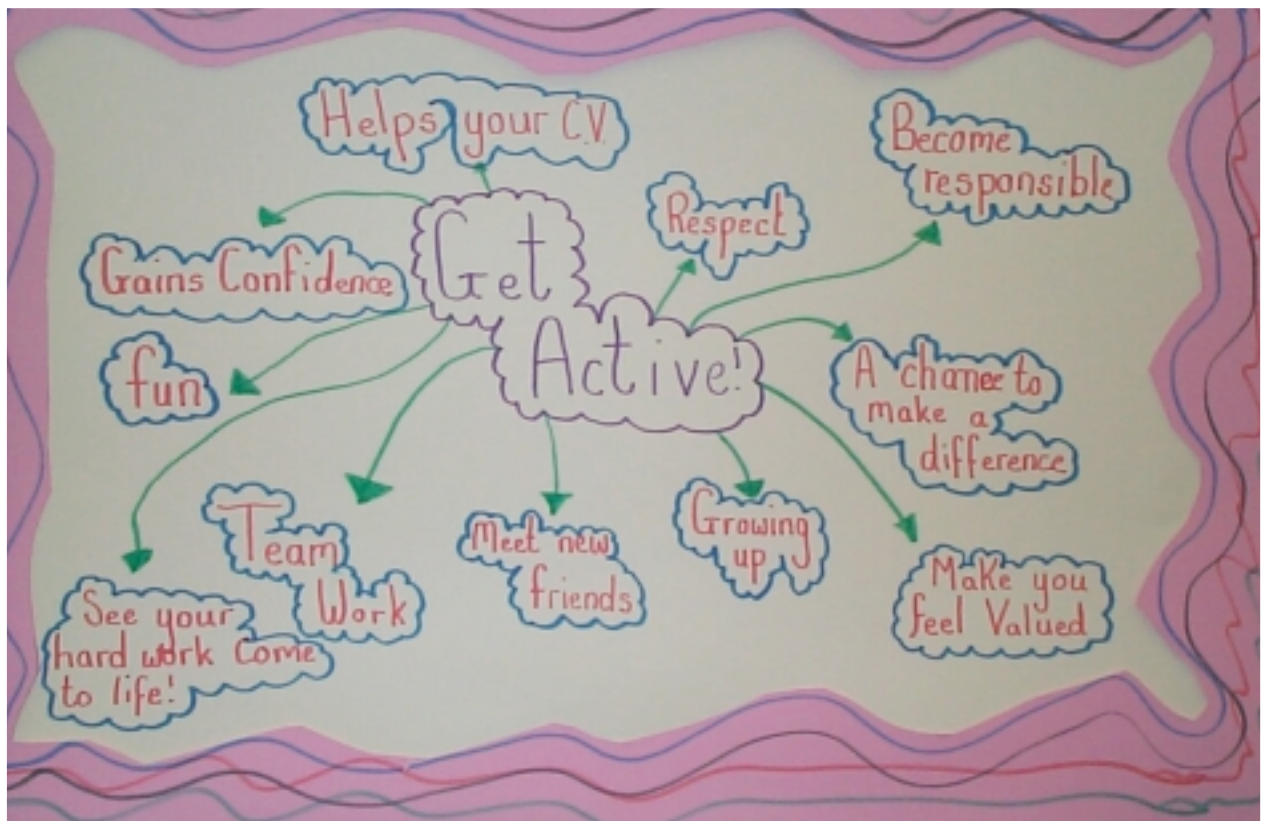 Helps your C.V.
Become
responsible
Respect
Get
Active!
Gains Confidence
fun
A chance to
make a
difference
Team
Work
Meet new
friends
Growing
up
Make you
feel Valued
See your
hard work Come
to life!